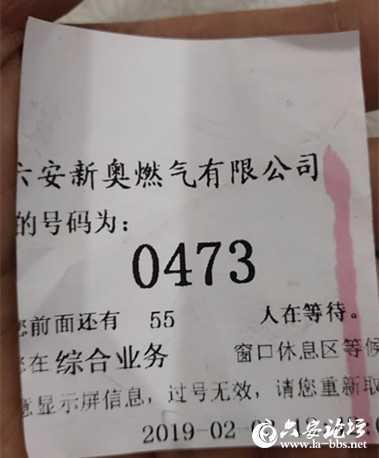 六安新奥燃气有限公司
的号码为：
0473
您前面还有 55 人在等待。
在 综合业务 窗口休息区等候
意显示屏信息，过号无效，请您重新取
2019-02-0
六安论坛
www.la-bbs.net